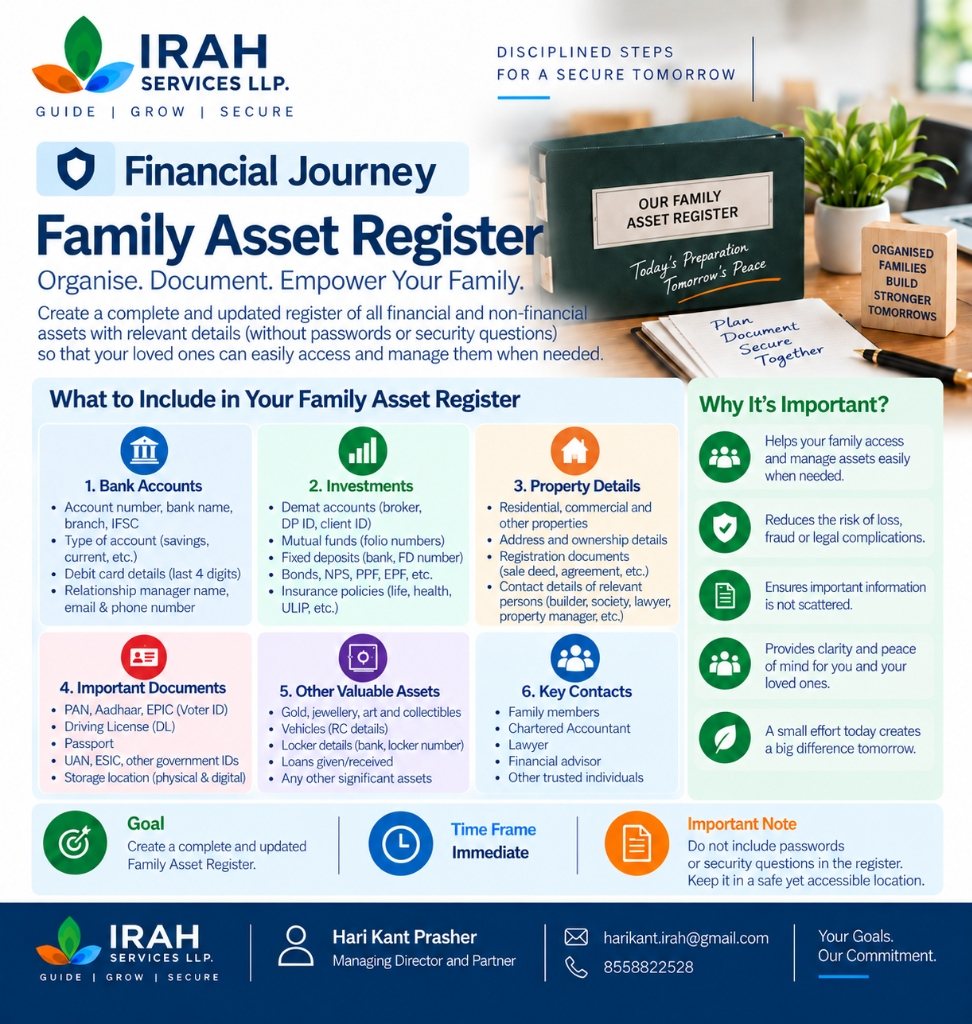 IRAH
SERVICES LLP.
GUIDE | GROW | SECURE
DISCIPLINED STEPS
FOR A SECURE TOMORROW
Financial Journey
Family Asset Register
Organise. Document. Empower Your Family.
Create a complete and updated register of all financial and non-financial
assets with relevant details (without passwords or security questions)
so that your loved ones can easily access and manage them when needed.
OUR FAMILY
ASSET REGISTER
Today's Preparation
Tomorrow's Peace
ORGANISED
FAMILIES
BUILD
STRONGER
TOMORROWS
Plan
Document
Secure
Together
What to Include in Your Family Asset Register
1. Bank Accounts
• Account number, bank name,
branch, IFSC
• Type of account (savings,
current, etc.)
• Debit card details (last 4 digits)
• Relationship manager name,
email & phone number
2. Investments
• Demat accounts (broker,
DP ID, client ID)
• Mutual funds (folio numbers)
• Fixed deposits (bank, FD number)
• Bonds, NPS, PPF, EPF, etc.
• Insurance policies (life, health,
ULIP, etc.)
3. Property Details
• Residential, commercial and
other properties
• Address and ownership details
• Registration documents
(sale deed, agreement, etc.)
• Contact details of relevant
persons (builder, society, lawyer,
property manager, etc.)
4. Important Documents
• PAN, Aadhaar, EPIC (Voter ID)
• Driving License (DL)
• Passport
• UAN, ESIC, other government IDs
• Storage location (physical & digital)
5. Other Valuable Assets
• Gold, jewellery, art and collectibles
• Vehicles (RC details)
• Locker details (bank, locker number)
• Loans given/received
• Any other significant assets
6. Key Contacts
• Family members
• Chartered Accountant
• Lawyer
• Financial advisor
• Other trusted individuals
Why It's Important?
Helps your family access
and manage assets easily
when needed.
Reduces the risk of loss,
fraud or legal complications.
Ensures important information
is not scattered.
Provides clarity and peace
of mind for you and your
loved ones.
A small effort today creates
a big difference tomorrow.
Goal
Create a complete and updated
Family Asset Register.
Time Frame
Immediate
Important Note
Do not include passwords
or security questions in the register.
Keep it in a safe yet accessible location.
IRAH
SERVICES LLP.
GUIDE | GROW | SECURE
Hari Kant Prasher
Managing Director and Partner
harikant.irah@gmail.com
8558822528
Your Goals.
Our Commitment.